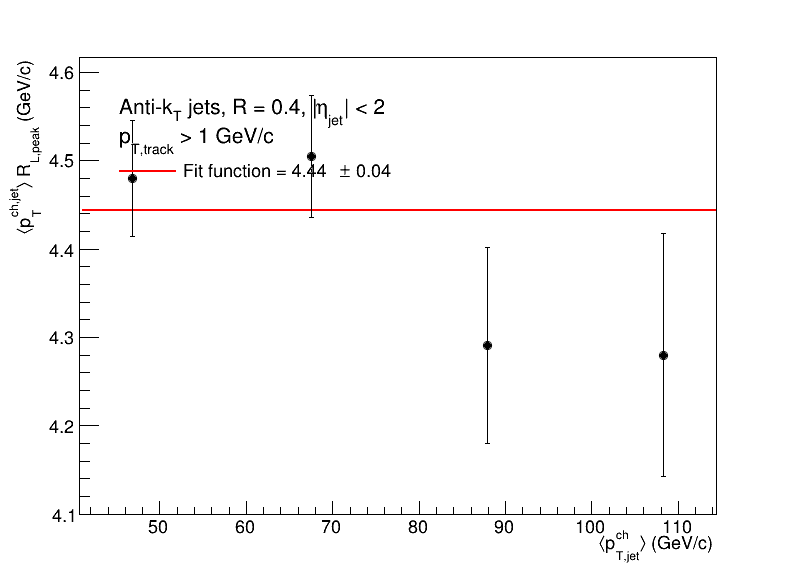 ⟨p_T^ch,jet⟩ R_L,peak (GeV/c)
4.6
4.5
4.4
4.3
4.2
4.1
Anti-k_T jets, R = 0.4, |η_jet| < 2
p_T,track > 1 GeV/c
Fit function = 4.44 ± 0.04
50 60 70 80 90 100 110
⟨p_T,jet^ch⟩ (GeV/c)